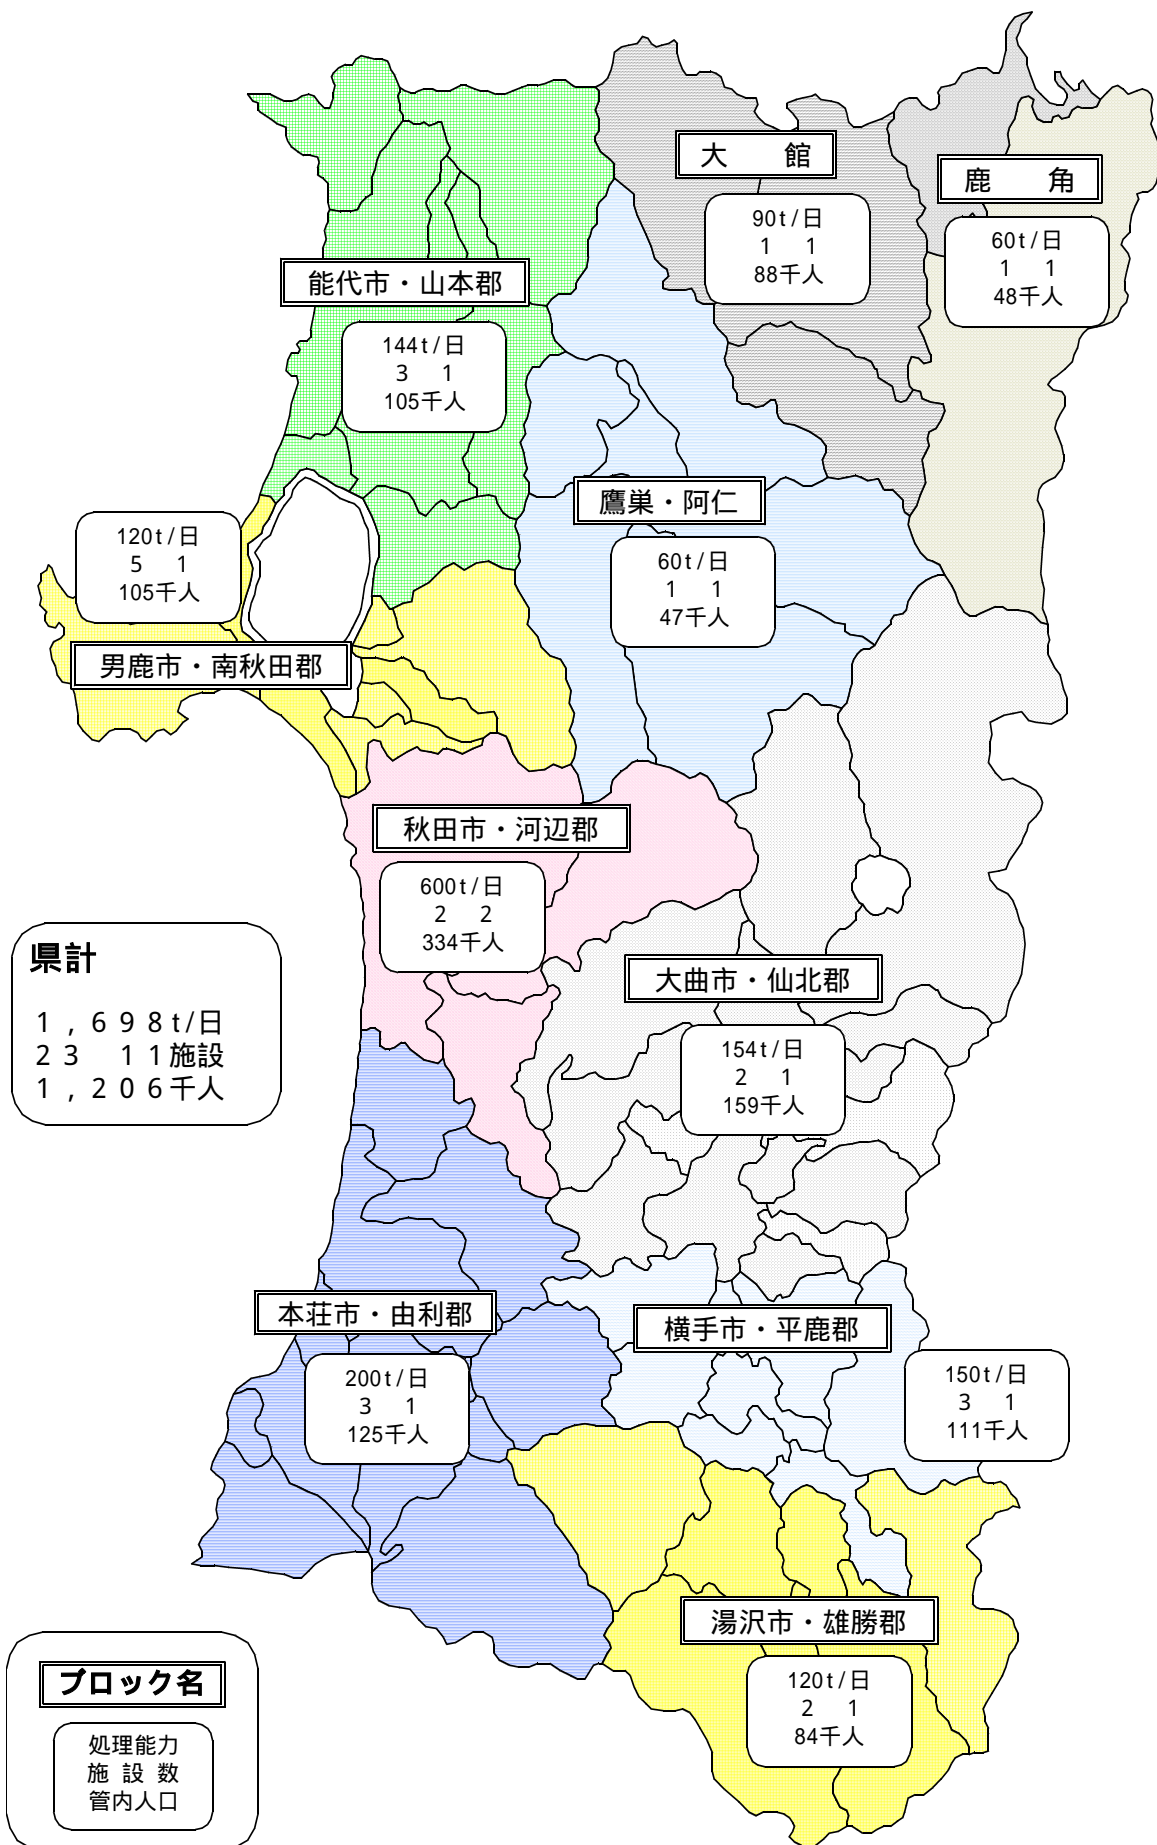 大　館
90t/日
1　1
88千人
鹿　角
60t/日
1　1
48千人
能代市・山本郡
144t/日
3　1
105千人
鷹巣・阿仁
60t/日
1　1
47千人
120t/日
5　1
105千人
男鹿市・南秋田郡
秋田市・河辺郡
600t/日
2　2
334千人
県計
１，６９８t/日
２３　１１施設
１，２０６千人
大曲市・仙北郡
154t/日
2　1
159千人
本荘市・由利郡
200t/日
3　1
125千人
横手市・平鹿郡
150t/日
3　1
111千人
湯沢市・雄勝郡
120t/日
2　1
84千人
ブロック名
処理能力
施 設 数
管内人口